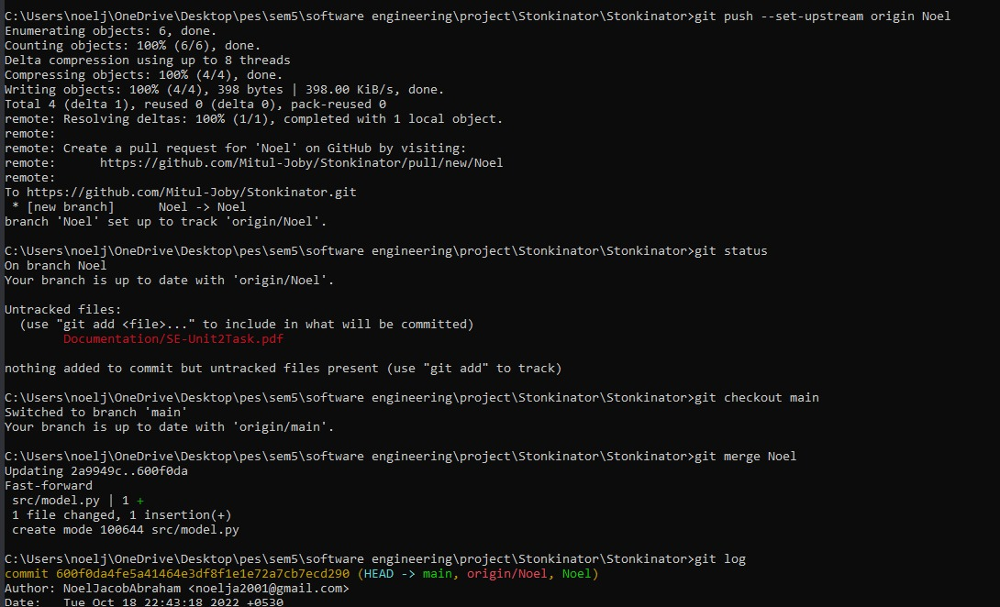 C:\Users\noelj\OneDrive\Desktop\pes\sem5\software engineering\project\Stonkinator\Stonkinator>git push --set-upstream origin Noel
Enumerating objects: 6, done.
Counting objects: 100% (6/6), done.
Delta compression using up to 8 threads
Compressing objects: 100% (4/4), done.
Writing objects: 100% (4/4), 398 bytes | 398.00 KiB/s, done.
Total 4 (delta 1), reused 0 (delta 0), pack-reused 0
remote: Resolving deltas: 100% (1/1), completed with 1 local object.
remote:
remote: Create a pull request for 'Noel' on GitHub by visiting:
remote:      https://github.com/Mitul-Joby/Stonkinator/pull/new/Noel
remote:
To https://github.com/Mitul-Joby/Stonkinator.git
 * [new branch]      Noel -> Noel
branch 'Noel' set up to track 'origin/Noel'.
C:\Users\noelj\OneDrive\Desktop\pes\sem5\software engineering\project\Stonkinator\Stonkinator>git status
On branch Noel
Your branch is up to date with 'origin/Noel'.
Untracked files:
  (use "git add <file>..." to include in what will be committed)
        Documentation/SE-Unit2Task.pdf
nothing added to commit but untracked files present (use "git add" to track)
C:\Users\noelj\OneDrive\Desktop\pes\sem5\software engineering\project\Stonkinator\Stonkinator>git checkout main
Switched to branch 'main'
Your branch is up to date with 'origin/main'.
C:\Users\noelj\OneDrive\Desktop\pes\sem5\software engineering\project\Stonkinator\Stonkinator>git merge Noel
Updating 2a9949c..600f0da
Fast-forward
 src/model.py | 1 +
 1 file changed, 1 insertion(+)
 create mode 100644 src/model.py
C:\Users\noelj\OneDrive\Desktop\pes\sem5\software engineering\project\Stonkinator\Stonkinator>git log
commit 600f0da4fe5a41464e3df8f1e1e72a7cb7ecd290 (HEAD -> main, origin/Noel, Noel)
Author: NoelJacobAbraham <noelja2001@gmail.com>
Date:   Tue Oct 18 22:43:18 2022 +0530